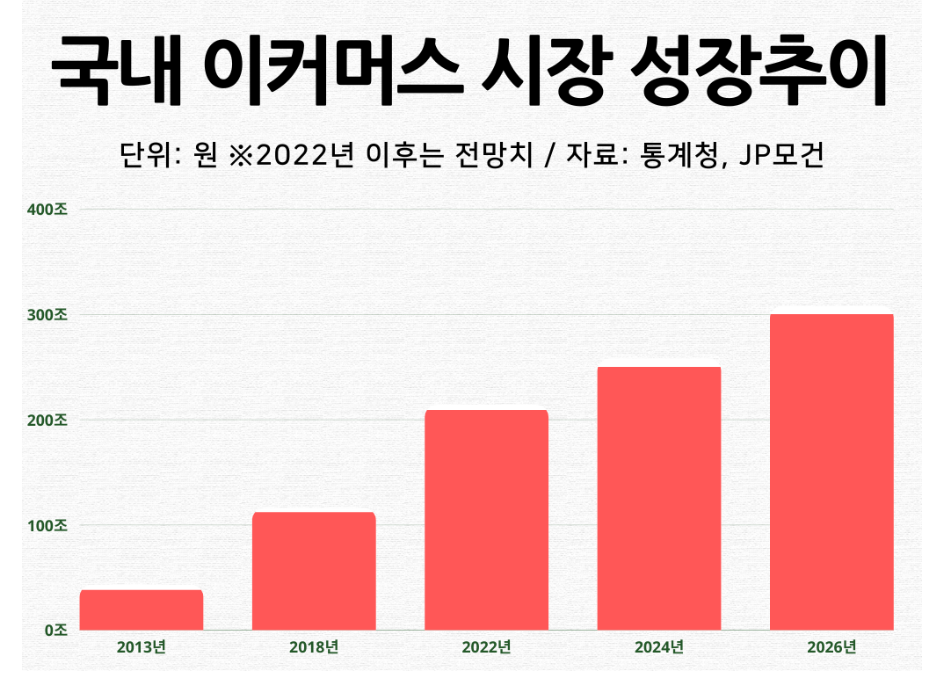 국내 이커머스 시장 성장추이
단위: 원 ※2022년 이후는 전망치 / 자료: 통계청, JP모건
400조
300조
200조
100조
0조
2013년 2018년 2022년 2024년 2026년